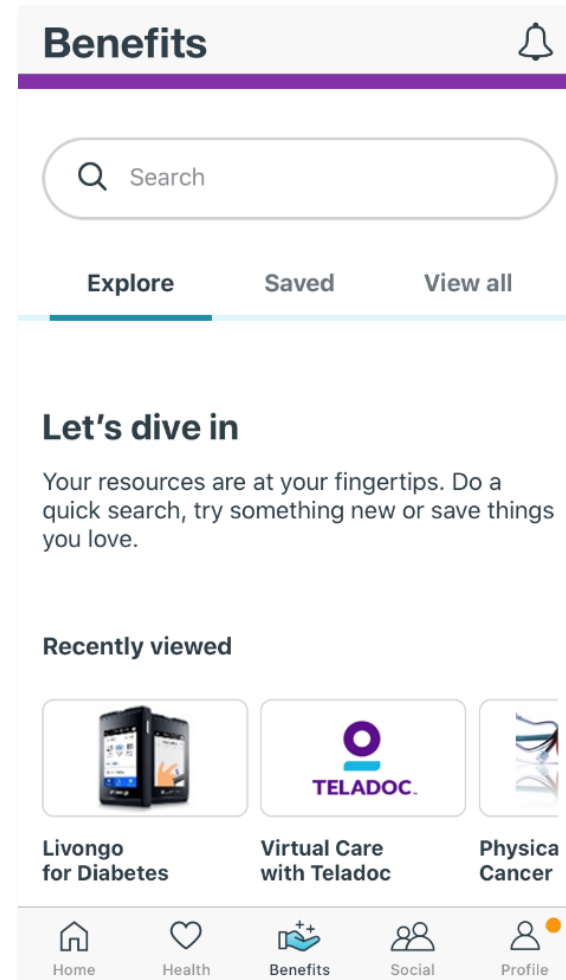 Benefits
Search
Explore Saved View all
Let's dive in
Your resources are at your fingertips. Do a
quick search, try something new or save things
you love.
Recently viewed
TELADOC.
Livongo
for Diabetes
Virtual Care
with Teladoc
Physica
Cancer
Home Health Benefits Social Profile